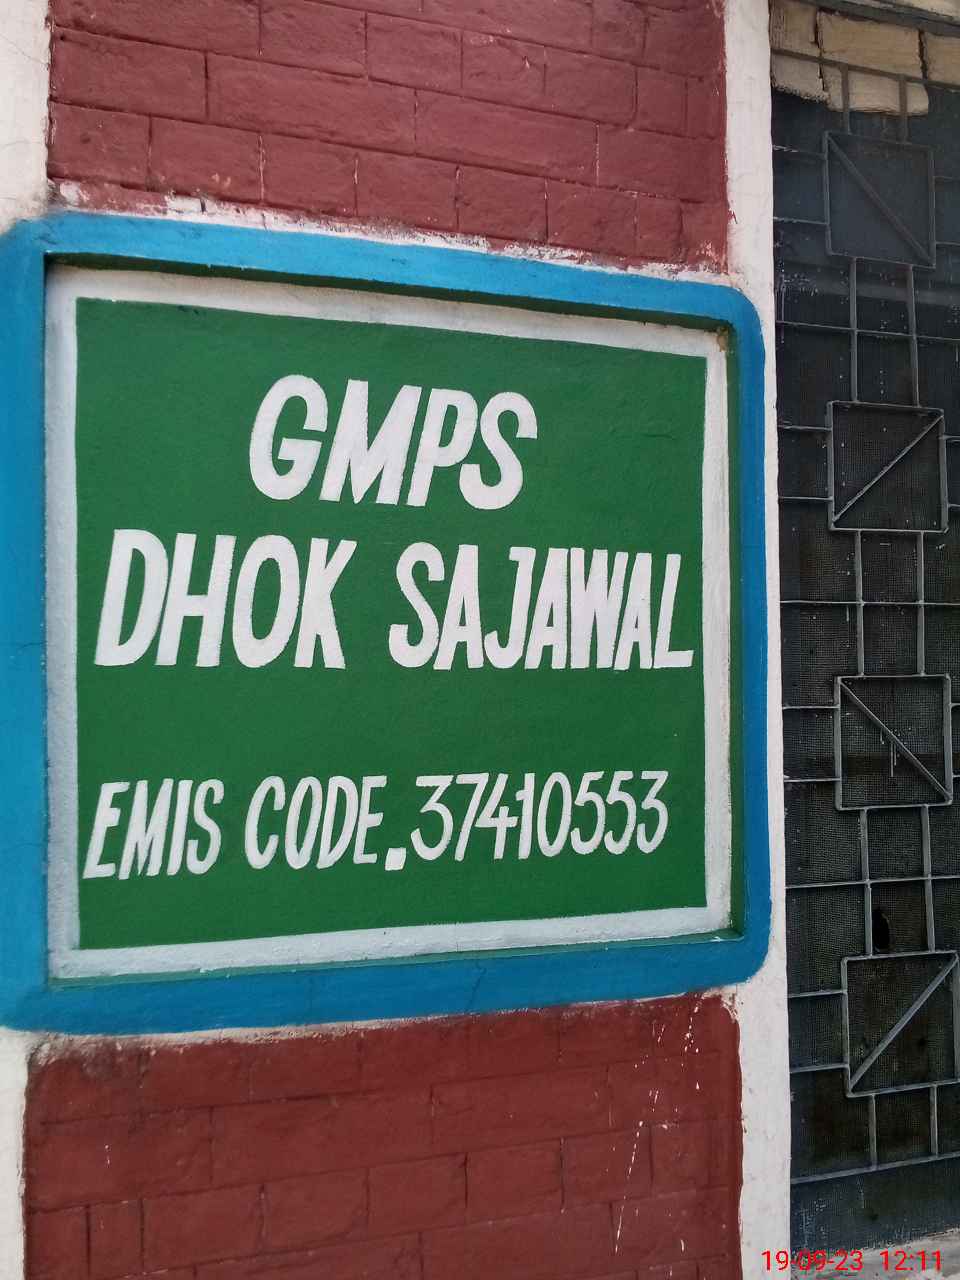 GMPS
DHOK SAJAWAL
EMIS CODE.37410553
19-09-23 12:11